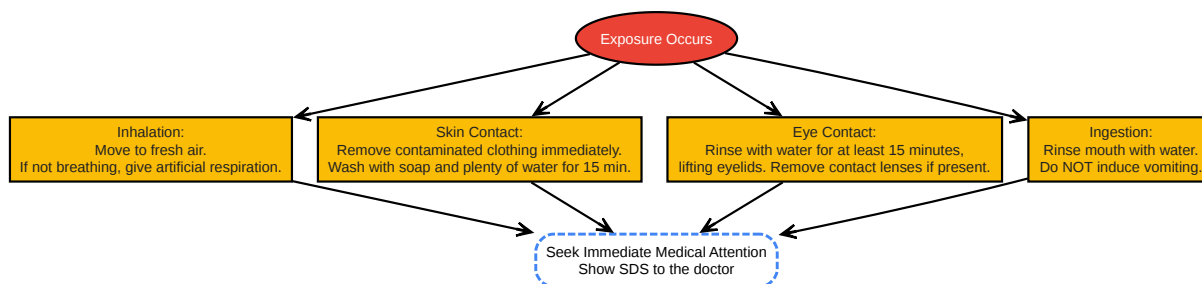 Exposure Occurs
Inhalation:
Move to fresh air.
If not breathing, give artificial respiration.
Skin Contact:
Remove contaminated clothing immediately.
Wash with soap and plenty of water for 15 min.
Eye Contact:
Rinse with water for at least 15 minutes,
lifting eyelids. Remove contact lenses if present.
Ingestion:
Rinse mouth with water.
Do NOT induce vomiting.
Seek Immediate Medical Attention
Show SDS to the doctor